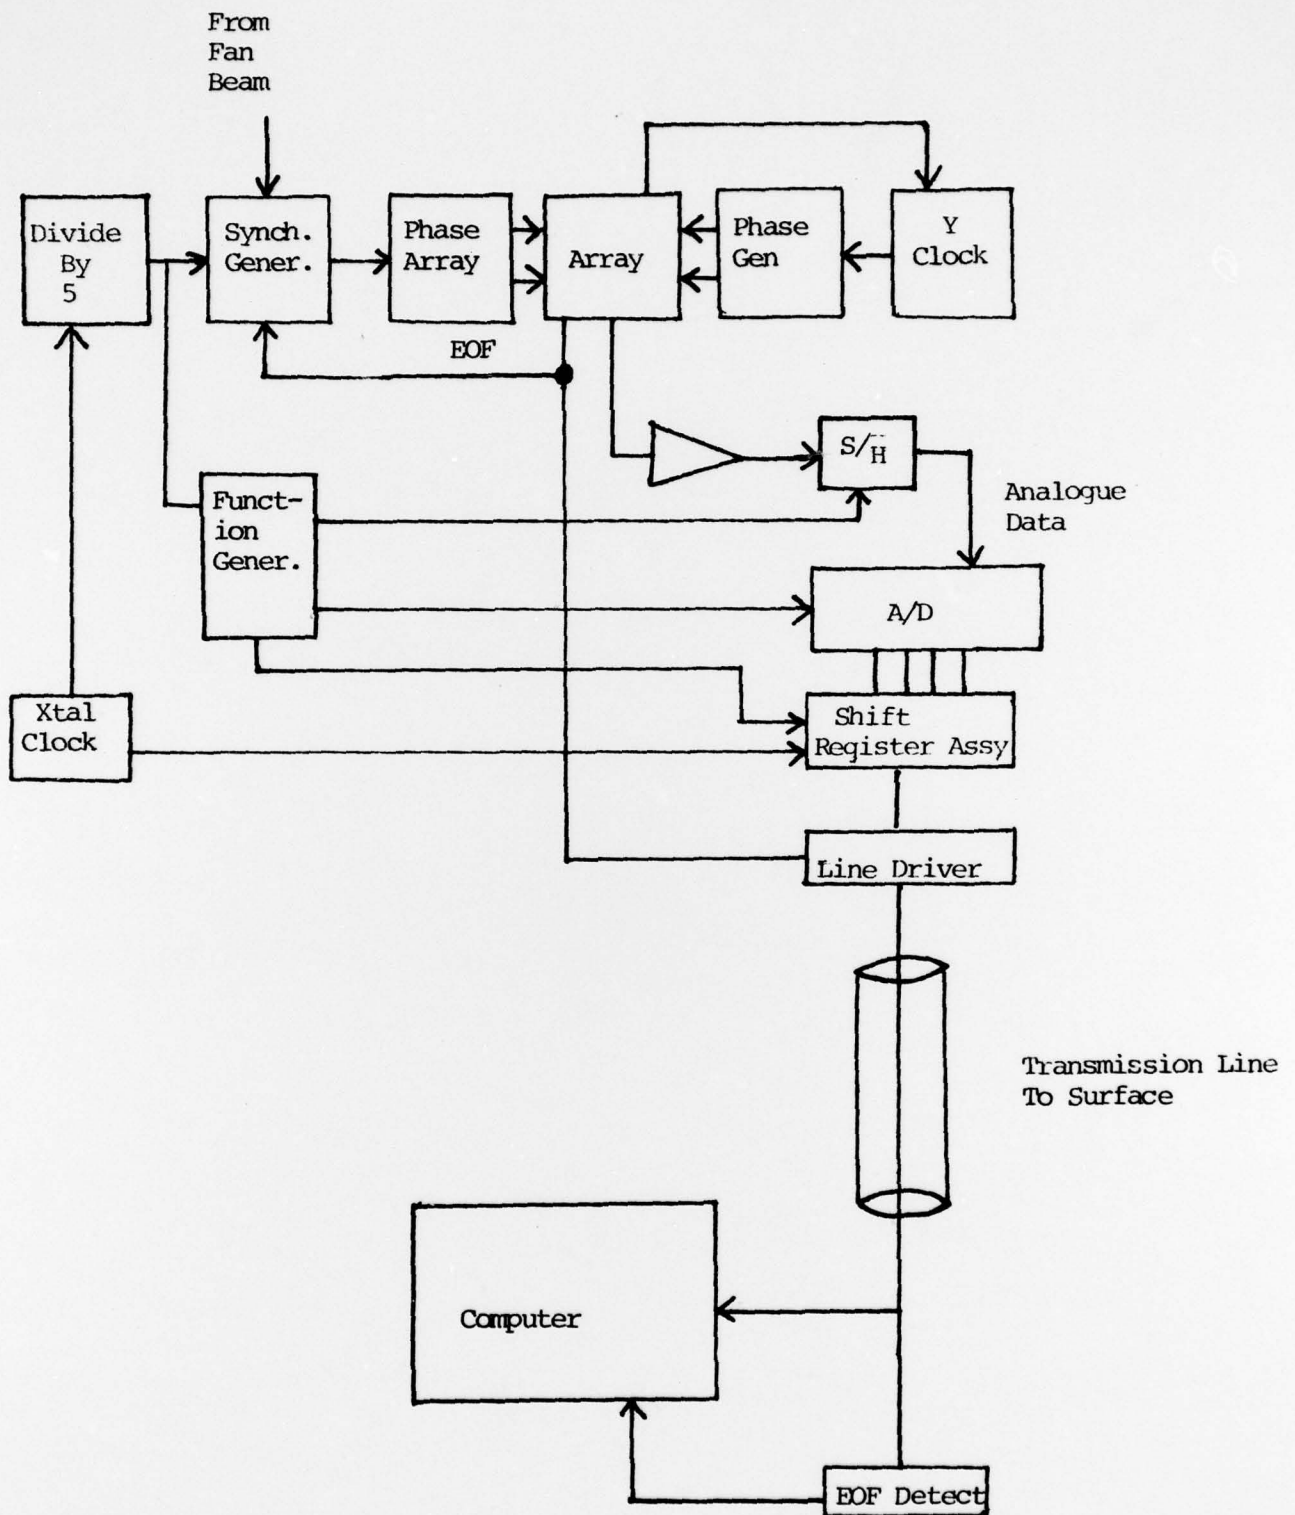 From
Fan
Beam
Divide
By
5
Synch.
Gener.
Phase
Array
Array
Phase
Gen
Y
Clock
EOF
S/H
Analogue
Data
Funct-
ion
Gener.
A/D
Xtal
Clock
Shift
Register Assy
Line Driver
Transmission Line
To Surface
Computer
EOF Detect